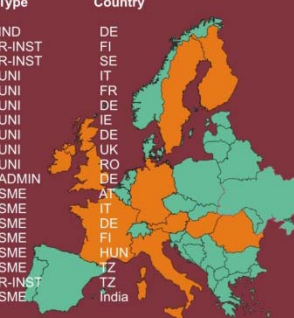 Type Country
IND DE
R-INST FI
R-INST SE
UNI IT
UNI FR
UNI DE
UNI IE
UNI DE
UNI UK
UNI RO
ADMIN DE
SME AT
SME IT
SME DE
SME FI
SME HUN
SME TZ
R-INST TZ
SME India